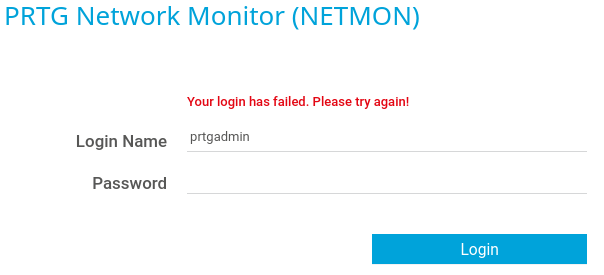 PRTG Network Monitor (NETMON)
Your login has failed. Please try again!
Login Name prtgadmin
Password
Login